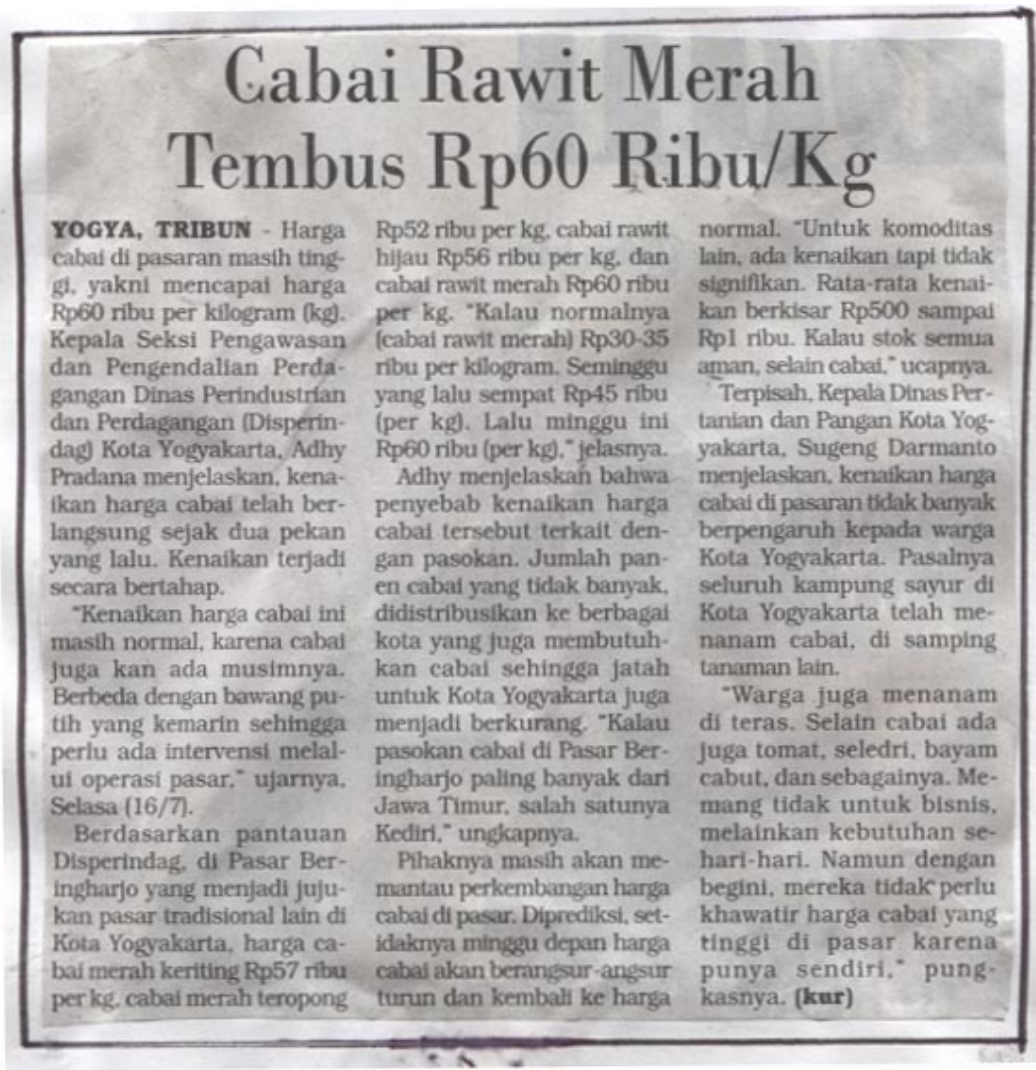 Cabai Rawit Merah
Tembus Rp60 Ribu/Kg
YOGYA, TRIBUN - Harga
cabai di pasaran masih ting-
gi, yakni mencapai harga
Rp60 ribu per kilogram (kg).
Kepala Seksi Pengawasan
dan Pengendalian Perda-
gangan Dinas Perindustrian
dan Perdagangan (Disperin-
dag) Kota Yogyakarta, Adhy
Pradana menjelaskan, kena-
ikan harga cabai telah ber-
langsung sejak dua pekan
yang lalu. Kenaikan terjadi
secara bertahap.
"Kenaikan harga cabai ini
masih normal, karena cabai
juga kan ada musimnya.
Berbeda dengan bawang pu-
tih yang kemarin sehingga
perlu ada intervensi melal-
ui operasi pasar," ujarnya,
Selasa (16/7).
Berdasarkan pantauan
Disperindag, di Pasar Ber-
ingharjo yang menjadi juju-
kan pasar tradisional lain di
Kota Yogyakarta, harga ca-
bai merah keriting Rp57 ribu
per kg, cabai merah teropong
Rp52 ribu per kg, cabai rawit
hijau Rp56 ribu per kg, dan
cabai rawit merah Rp60 ribu
per kg. "Kalau normalnya
(cabai rawit merah) Rp30-35
ribu per kilogram. Seminggu
yang lalu sempat Rp45 ribu
(per kg). Lalu minggu ini
Rp60 ribu (per kg)," jelasnya.
Adhy menjelaskan bahwa
penyebab kenaikan harga
cabai tersebut terkait den-
gan pasokan. Jumlah pan-
en cabai yang tidak banyak,
didistribusikan ke berbagai
kota yang juga membutuh-
kan cabai sehingga jatah
untuk Kota Yogyakarta juga
menjadi berkurang. "Kalau
pasokan cabai di Pasar Ber-
ingharjo paling banyak dari
Jawa Timur, salah satunya
Kediri," ungkapnya.
Pihaknya masih akan me-
mantau perkembangan harga
cabai di pasar. Diprediksi, set-
idaknya minggu depan harga
cabai akan berangsur-angsur
turun dan kembali ke harga
normal. "Untuk komoditas
lain, ada kenaikan tapi tidak
signifikan. Rata-rata kenai-
kan berkisar Rp500 sampai
Rp1 ribu. Kalau stok semua
aman, selain cabai," ucapnya.
Terpisah, Kepala Dinas Per-
tanian dan Pangan Kota Yog-
yakarta, Sugeng Darmanto
menjelaskan, kenaikan harga
cabai di pasaran tidak banyak
berpengaruh kepada warga
Kota Yogyakarta. Pasalnya
seluruh kampung sayur di
Kota Yogyakarta telah me-
nanam cabai, di samping
tanaman lain.
"Warga juga menanam
di teras. Selain cabai ada
juga tomat, seledri, bayam
cabut, dan sebagainya. Me-
mang tidak untuk bisnis,
melainkan kebutuhan se-
hari-hari. Namun dengan
begini, mereka tidak perlu
khawatir harga cabai yang
tinggi di pasar karena
punya sendiri," pung-
kasnya. (kur)